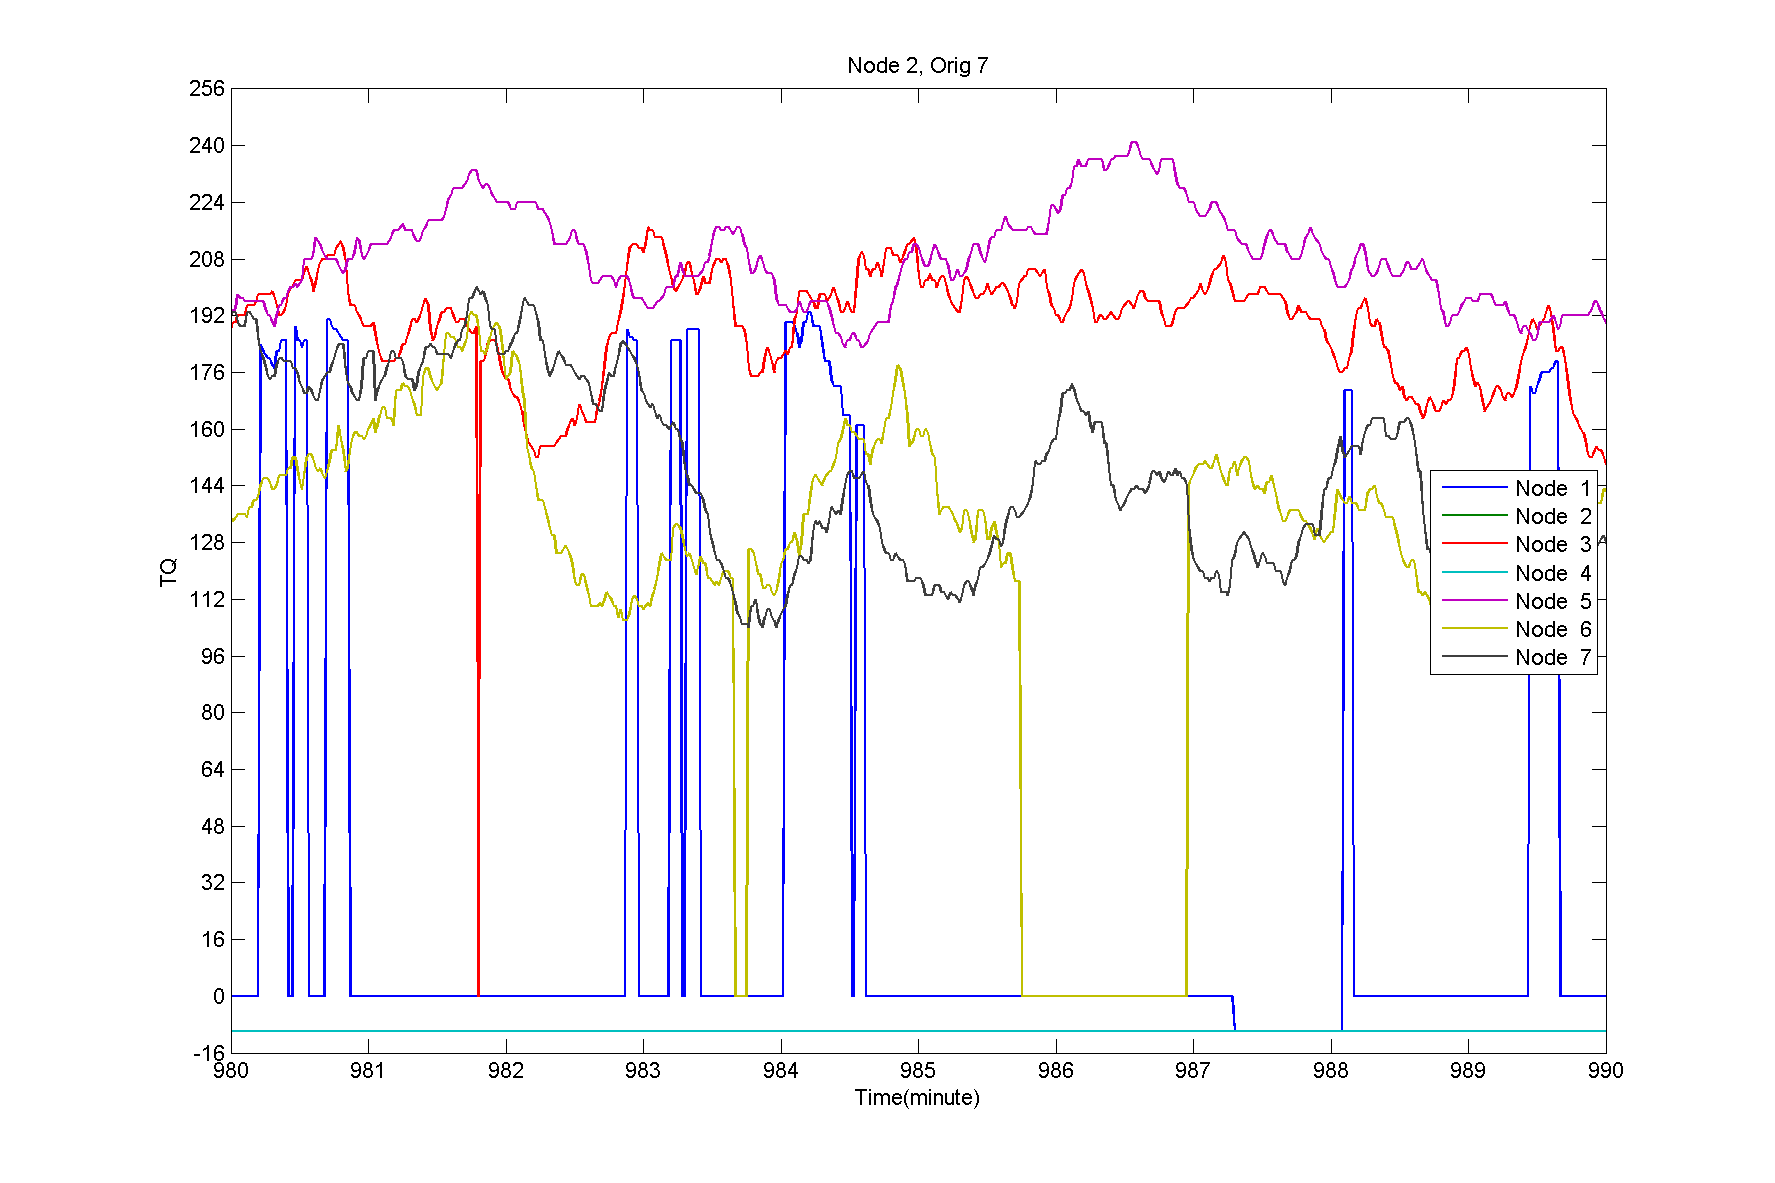 Node 2, Orig 7
256
240
224
208
192
176
160
144
128
112
96
80
64
48
32
16
0
-16
TQ
980 981 982 983 984 985 986 987 988 989 990
Time(minute)
Node 1
Node 2
Node 3
Node 4
Node 5
Node 6
Node 7